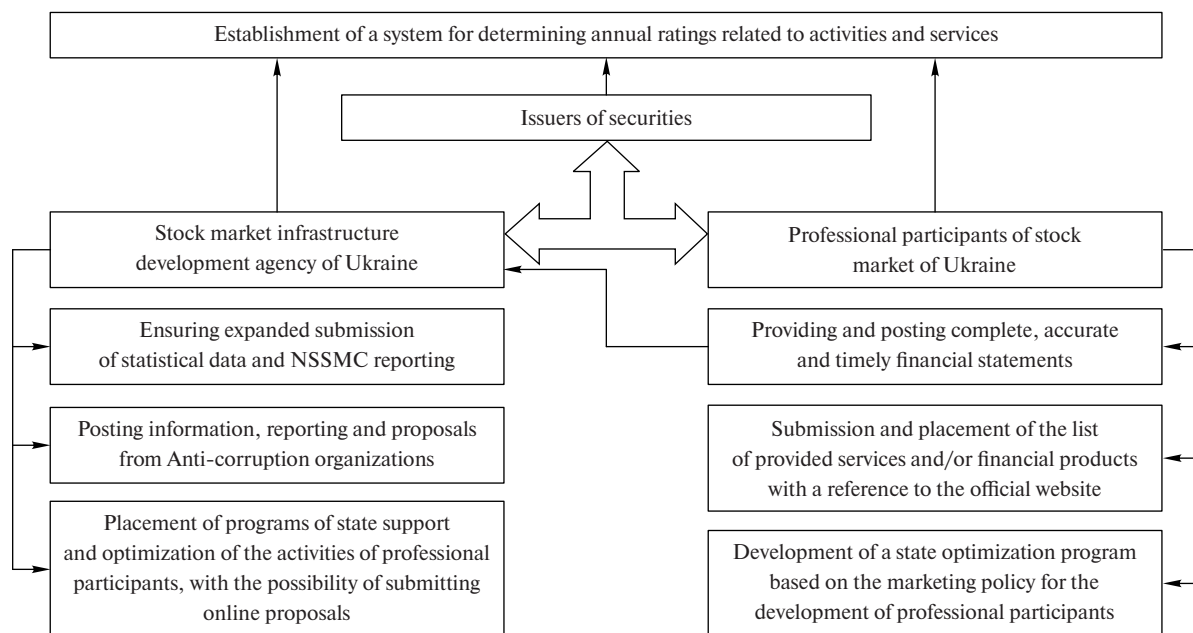 Establishment of a system for determining annual ratings related to activities and services
Issuers of securities
Stock market infrastructure
development agency of Ukraine
Professional participants of stock
market of Ukraine
Ensuring expanded submission
of statistical data and NSSMC reporting
Providing and posting complete, accurate
and timely financial statements
Posting information, reporting and proposals
from Anti-corruption organizations
Submission and placement of the list
of provided services and/or financial products
with a reference to the official website
Placement of programs of state support
and optimization of the activities of professional
participants, with the possibility of submitting
online proposals
Development of a state optimization program
based on the marketing policy for the
development of professional participants